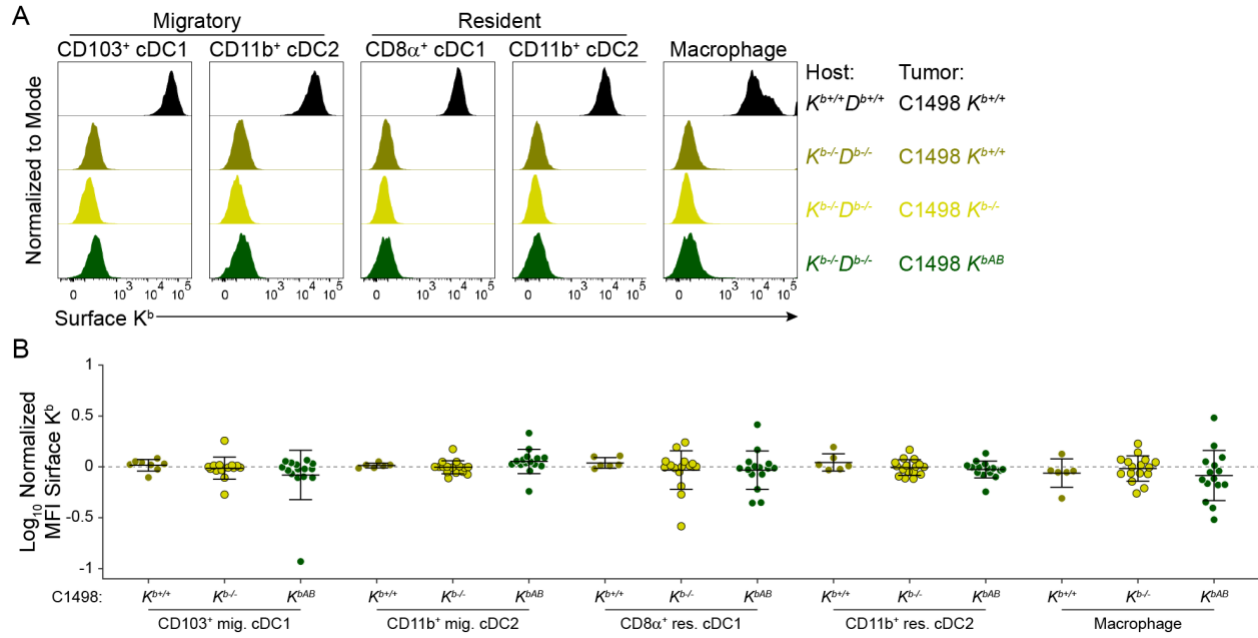 A
Migratory
Resident
CD103⁺ cDC1
CD11b⁺ cDC2
CD8α⁺ cDC1
CD11b⁺ cDC2
Macrophage
Host:
Tumor:
Kᵇ⁺/⁺Dᵇ⁺/⁺
C1498 Kᵇ⁺/⁺
Kᵇ⁻/⁻Dᵇ⁻/⁻
C1498 Kᵇ⁺/⁺
Kᵇ⁻/⁻Dᵇ⁻/⁻
C1498 Kᵇ⁻/⁻
Kᵇ⁻/⁻Dᵇ⁻/⁻
C1498 Kᵇᴬᴮ
Normalized to Mode
0 10³ 10⁴ 10⁵
0 10³ 10⁴ 10⁵
0 10³ 10⁴ 10⁵
0 10³ 10⁴ 10⁵
0 10³ 10⁴ 10⁵
Surface Kᵇ
B
Log₁₀ Normalized
MFI Surface Kᵇ
1
0.5
0
-0.5
-1
C1498: Kᵇ⁺/⁺ Kᵇ⁻/⁻ Kᵇᴬᴮ Kᵇ⁺/⁺ Kᵇ⁻/⁻ Kᵇᴬᴮ Kᵇ⁺/⁺ Kᵇ⁻/⁻ Kᵇᴬᴮ Kᵇ⁺/⁺ Kᵇ⁻/⁻ Kᵇᴬᴮ Kᵇ⁺/⁺ Kᵇ⁻/⁻ Kᵇᴬᴮ
CD103⁺ mig. cDC1
CD11b⁺ mig. cDC2
CD8α⁺ res. cDC1
CD11b⁺ res. cDC2
Macrophage